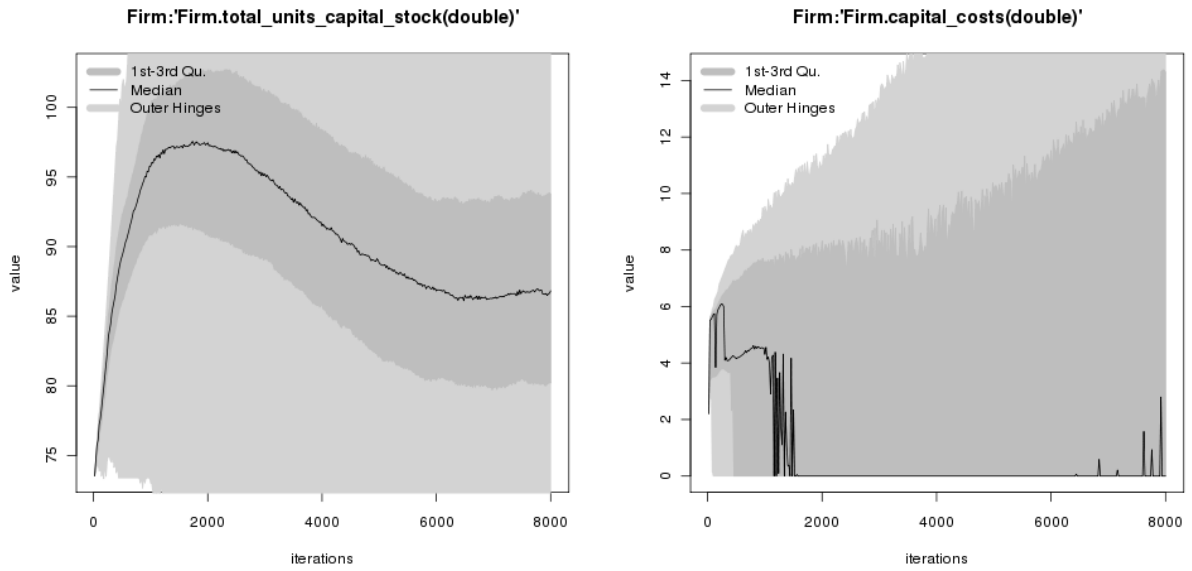 Firm:'Firm.total_units_capital_stock(double)'
1st-3rd Qu.
Median
Outer Hinges
value
100
95
90
85
80
75
0 2000 4000 6000 8000
iterations
Firm:'Firm.capital_costs(double)'
1st-3rd Qu.
Median
Outer Hinges
value
14
12
10
8
6
4
2
0
0 2000 4000 6000 8000
iterations